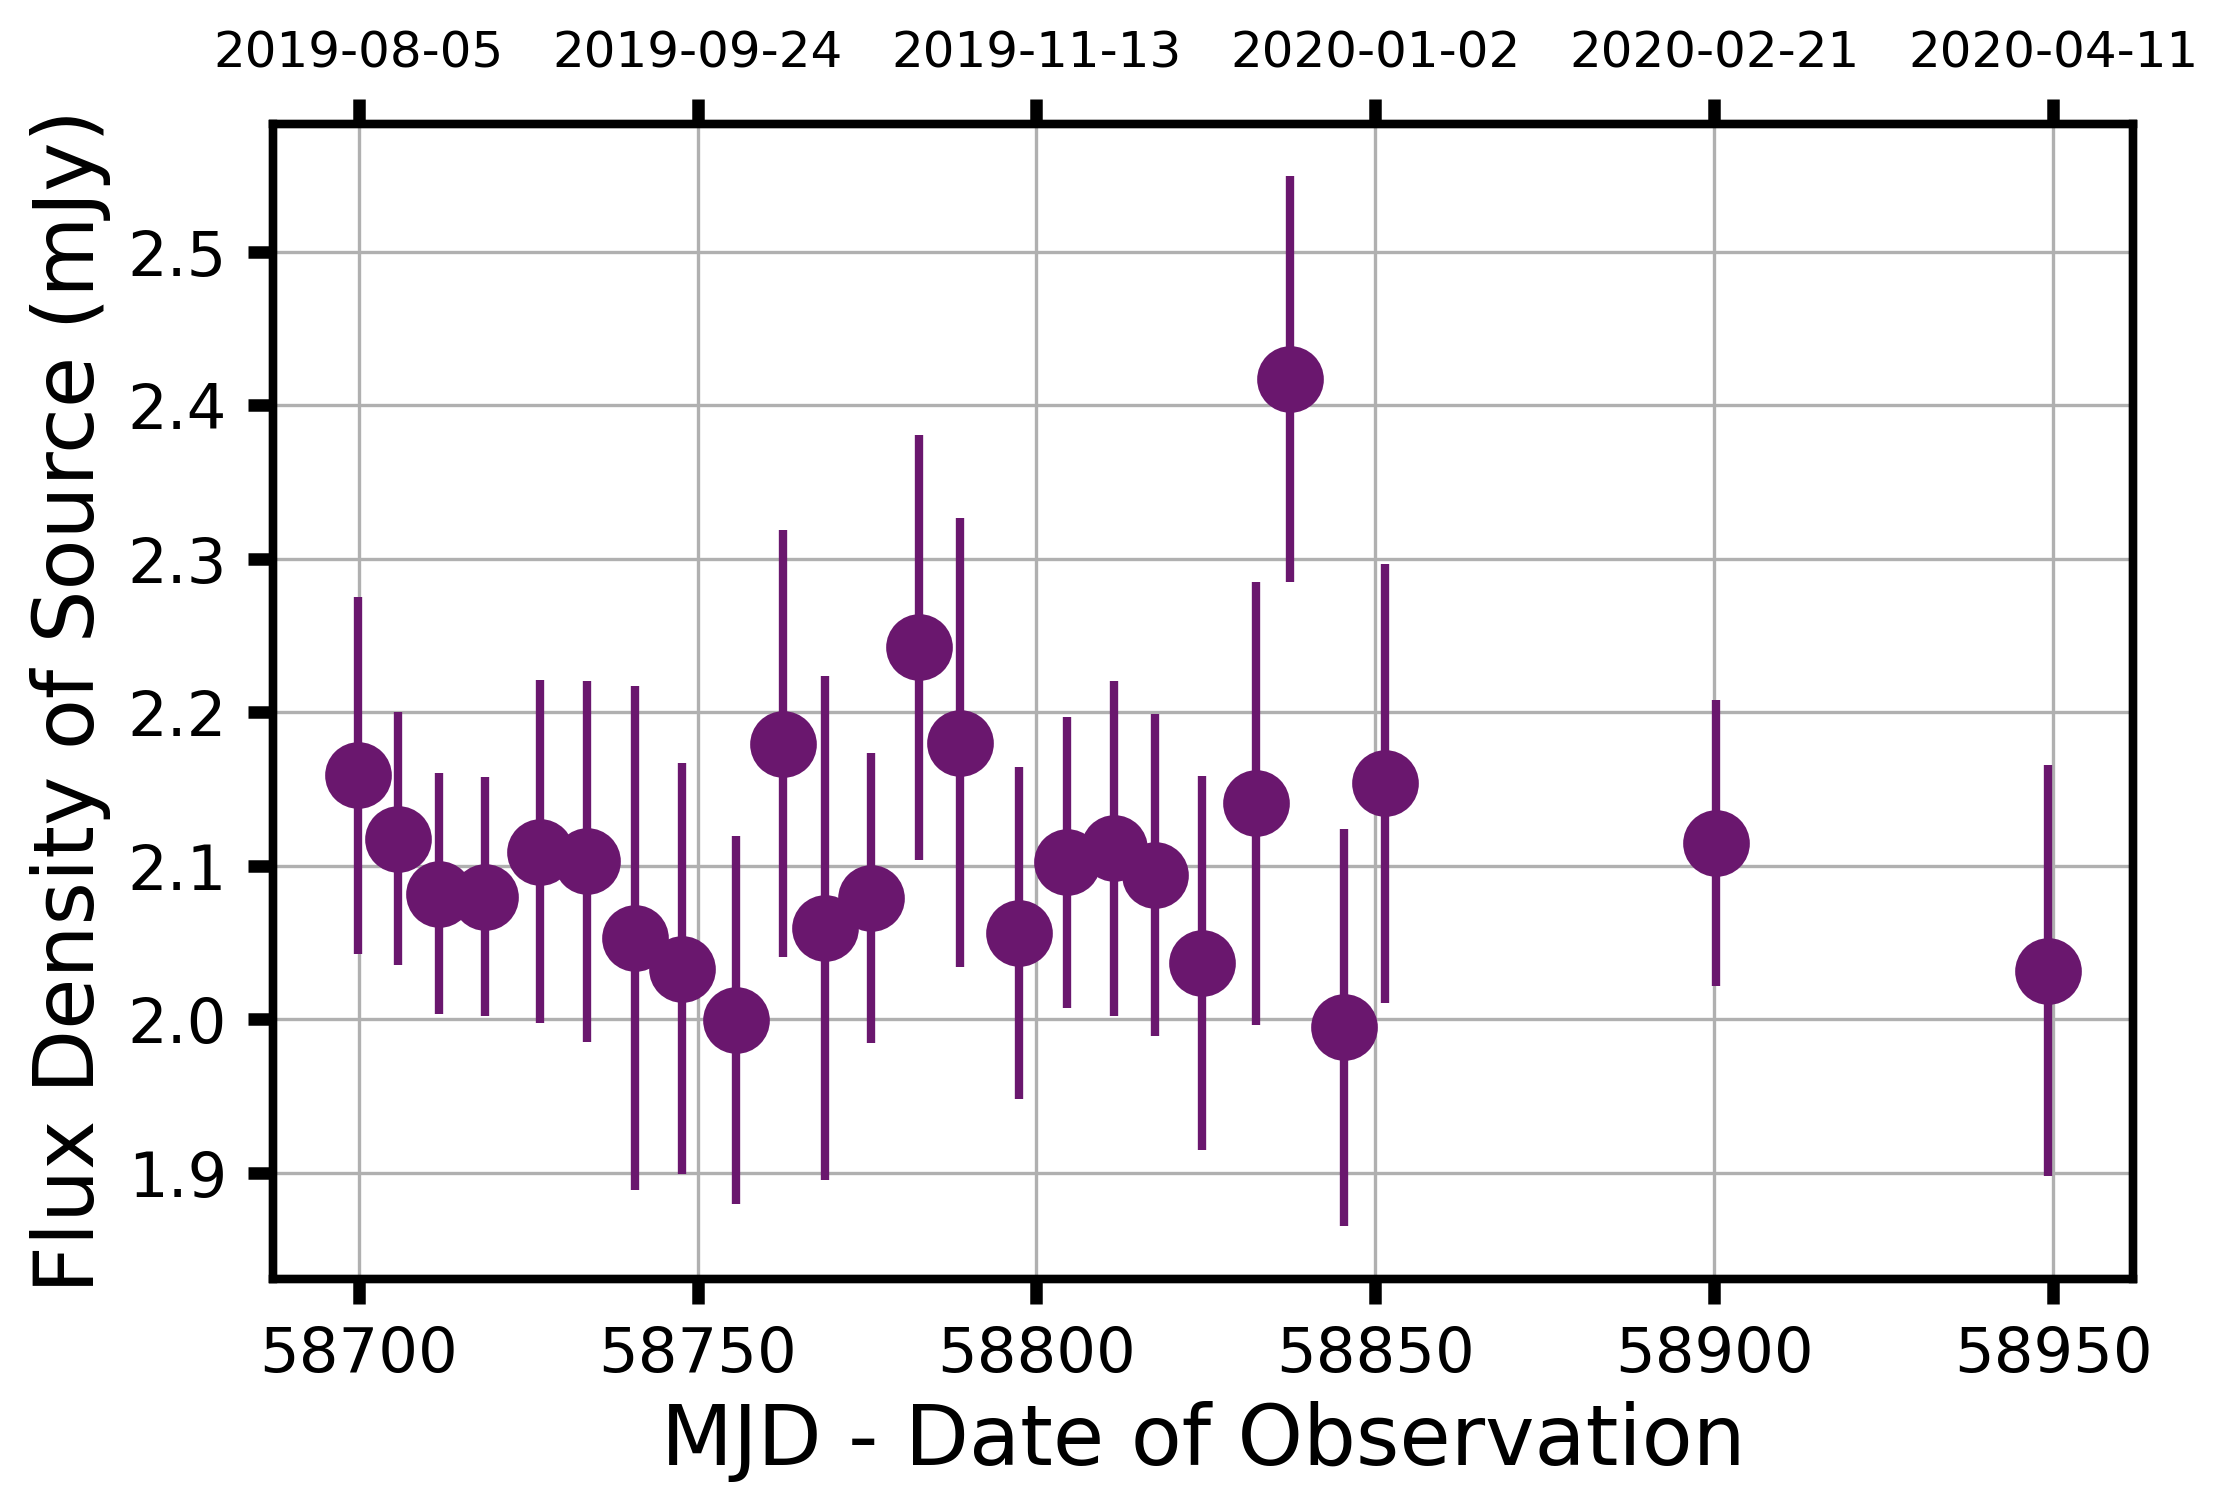 2019-08-05 2019-09-24 2019-11-13 2020-01-02 2020-02-21 2020-04-11
Flux Density of Source (mJy)
2.5
2.4
2.3
2.2
2.1
2.0
1.9
58700 58750 58800 58850 58900 58950
MJD - Date of Observation